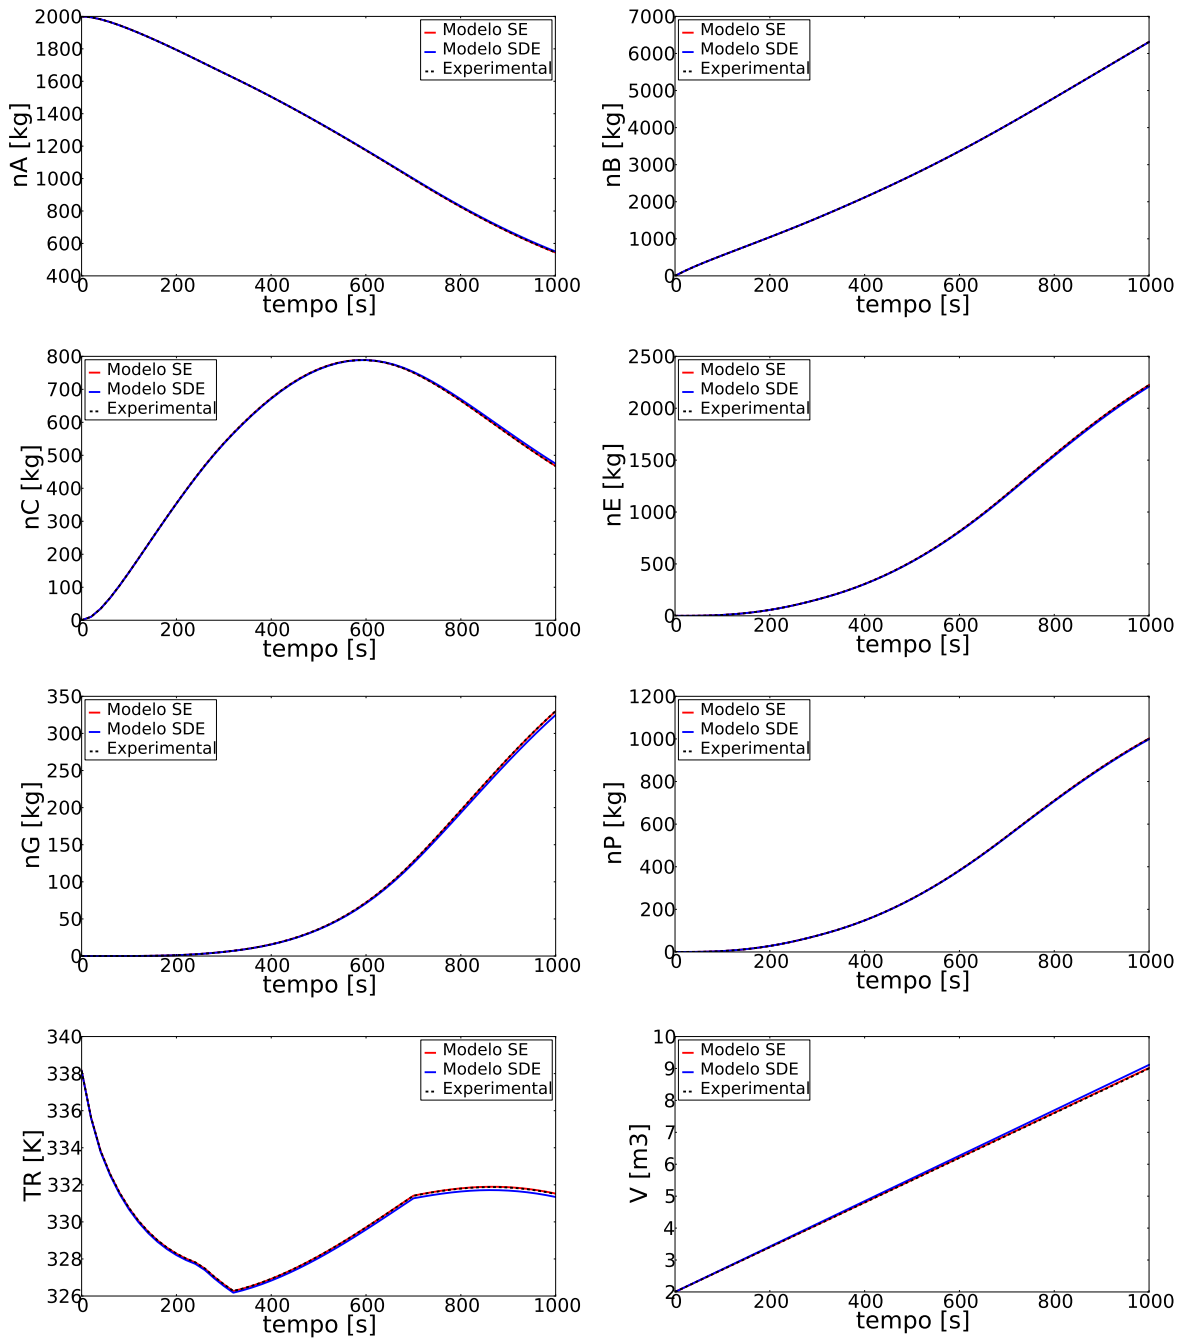 2000
1800
1600
1400
1200
1000
800
600
400
nA [kg]
Modelo SE
Modelo SDE
Experimental
0 200 400 600 800 1000
tempo [s]
7000
6000
5000
4000
3000
2000
1000
0
nB [kg]
Modelo SE
Modelo SDE
Experimental
0 200 400 600 800 1000
tempo [s]
800
700
600
500
400
300
200
100
0
nC [kg]
Modelo SE
Modelo SDE
Experimental
0 200 400 600 800 1000
tempo [s]
2500
2000
1500
1000
500
0
nE [kg]
Modelo SE
Modelo SDE
Experimental
0 200 400 600 800 1000
tempo [s]
350
300
250
200
150
100
50
0
nG [kg]
Modelo SE
Modelo SDE
Experimental
0 200 400 600 800 1000
tempo [s]
1200
1000
800
600
400
200
0
nP [kg]
Modelo SE
Modelo SDE
Experimental
0 200 400 600 800 1000
tempo [s]
340
338
336
334
332
330
328
326
TR [K]
Modelo SE
Modelo SDE
Experimental
0 200 400 600 800 1000
tempo [s]
10
9
8
7
6
5
4
3
2
V [m3]
Modelo SE
Modelo SDE
Experimental
0 200 400 600 800 1000
tempo [s]